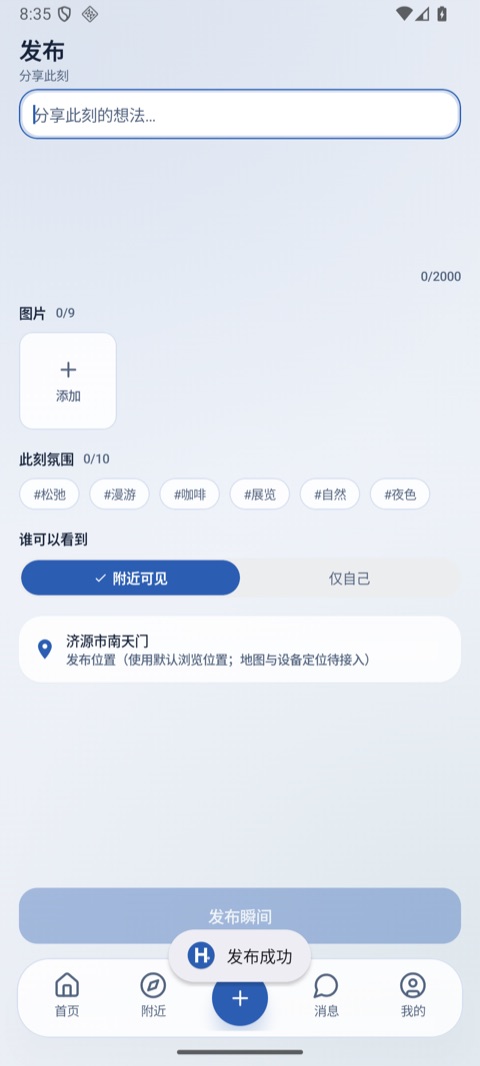 8:35
发布
分享此刻
分享此刻的想法...
0/2000
图片 0/9
添加
此刻氛围 0/10
#松弛 #漫游 #咖啡 #展览 #自然 #夜色
谁可以看到
附近可见 仅自己
济源市南天门
发布位置（使用默认浏览位置；地图与设备定位待接入）
发布瞬间
H 发布成功
首页 附近 消息 我的